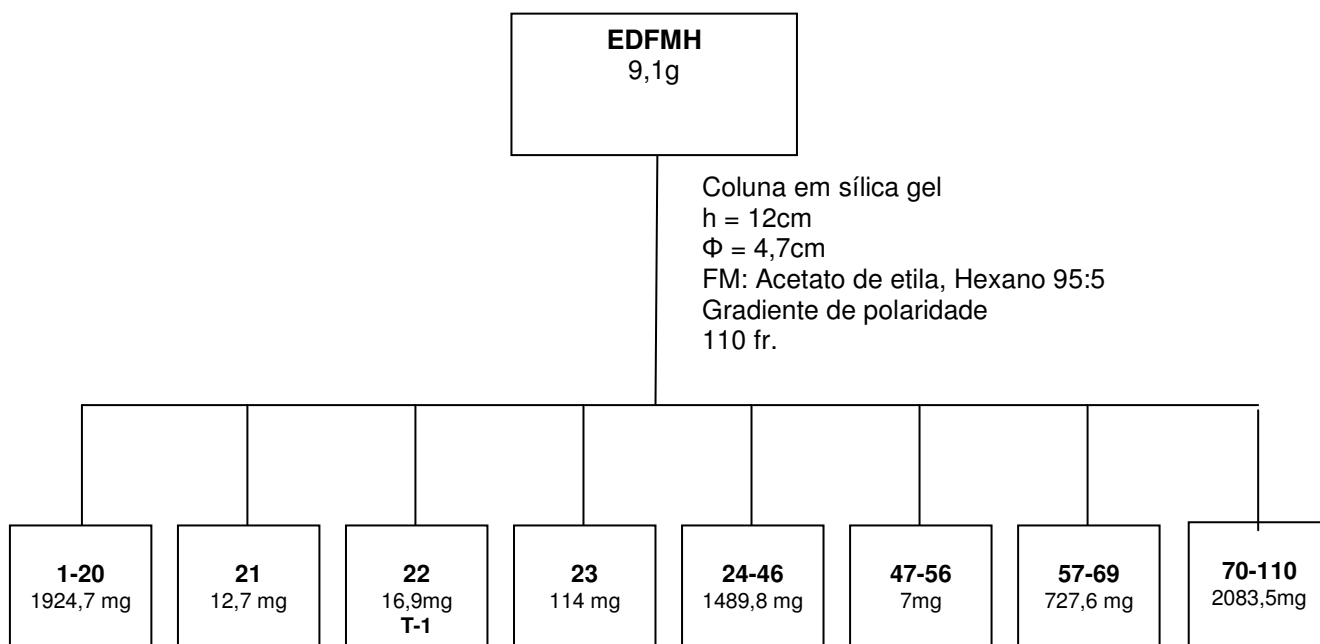 EDFMH
9,1g
Coluna em sílica gel
h = 12cm
Φ = 4,7cm
FM: Acetato de etila, Hexano 95:5
Gradiente de polaridade
110 fr.
1-20
1924,7 mg
21
12,7 mg
22
16,9mg
T-1
23
114 mg
24-46
1489,8 mg
47-56
7mg
57-69
727,6 mg
70-110
2083,5mg